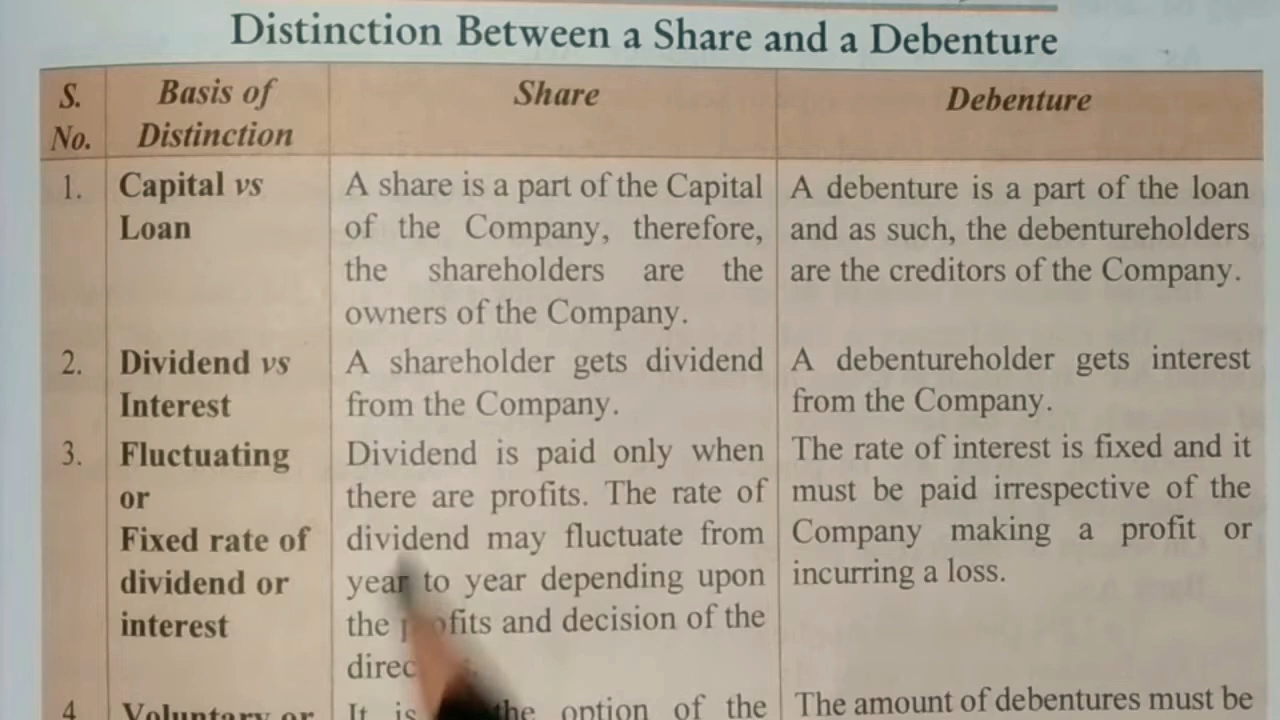 Distinction Between a Share and a Debenture
S. No.
Basis of Distinction
Share
Debenture
1.
Capital vs
Loan
A share is a part of the Capital
of the Company, therefore,
the shareholders are the
owners of the Company.
A debenture is a part of the loan
and as such, the debentureholders
are the creditors of the Company.
2.
Dividend vs
Interest
A shareholder gets dividend
from the Company.
A debentureholder gets interest
from the Company.
3.
Fluctuating
or
Fixed rate of
dividend or
interest
Dividend is paid only when
there are profits. The rate of
dividend may fluctuate from
year to year depending upon
the and decision of the
The rate of interest is fixed and it
must be paid irrespective of the
Company making a profit or
incurring a loss.
4
Voluntary or
It is the option of the
The amount of debentures must be